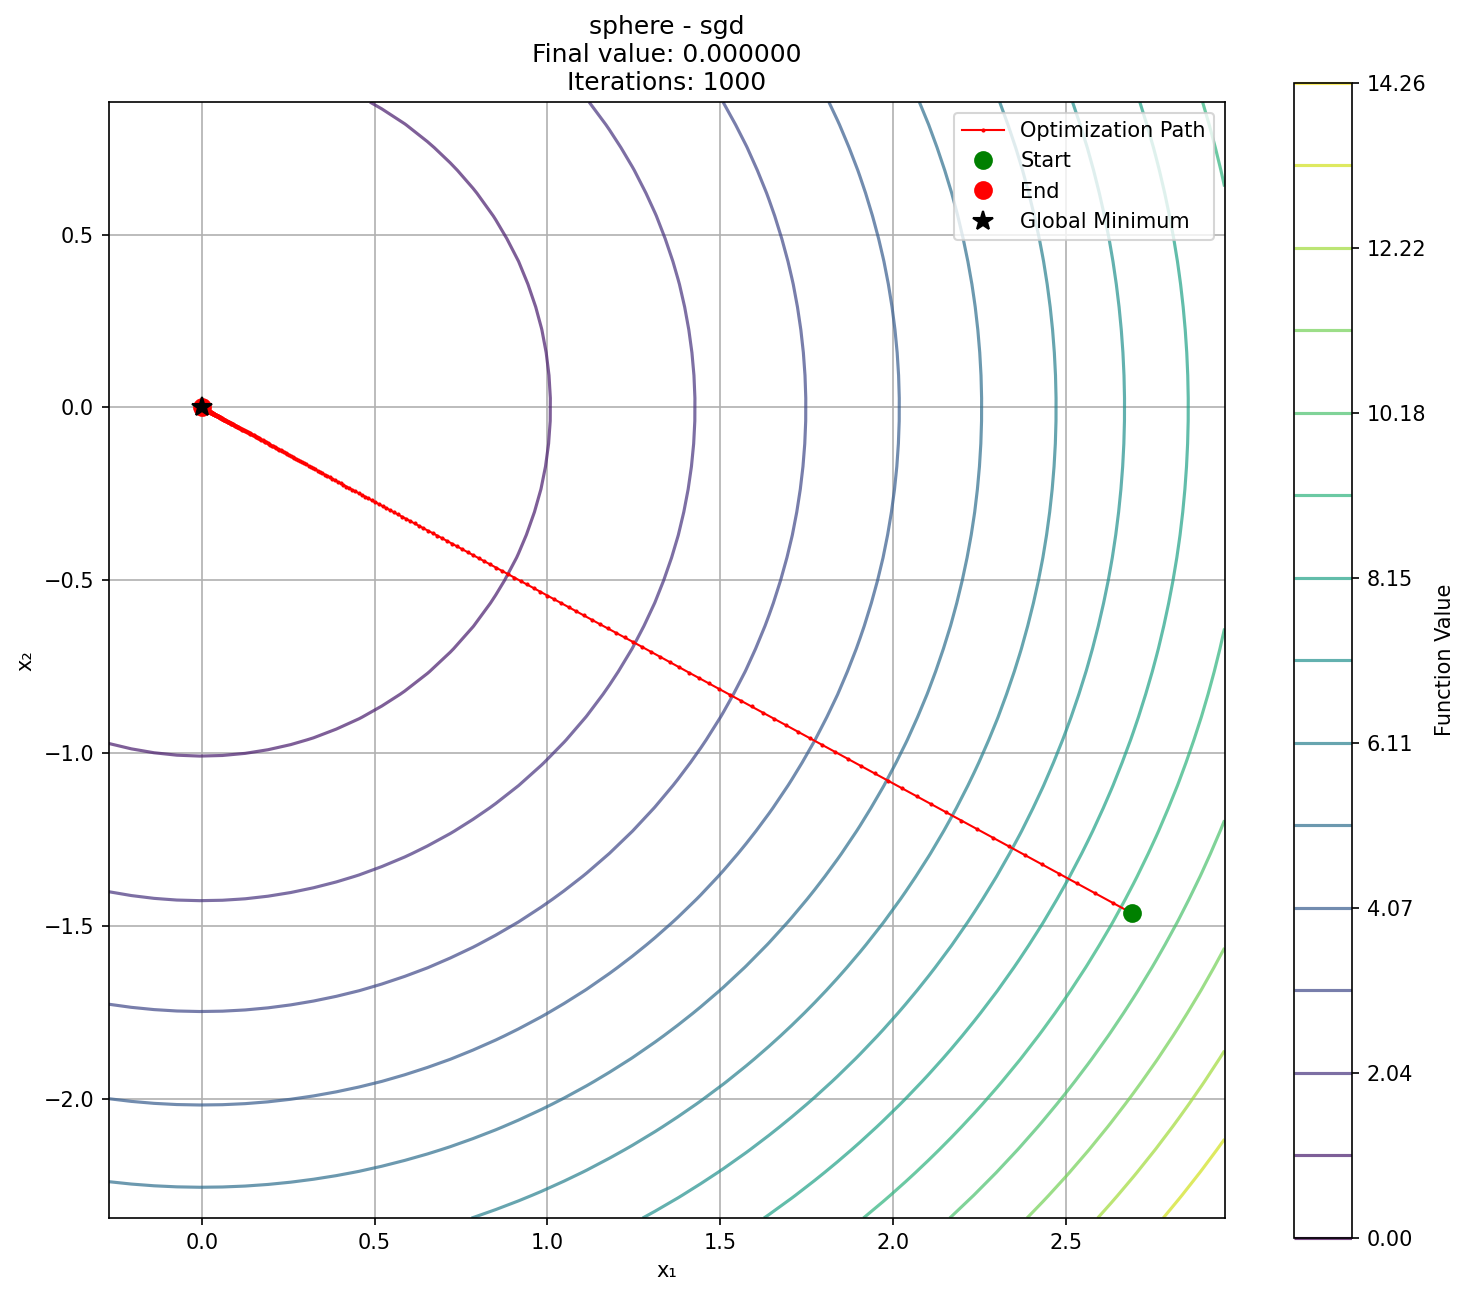 sphere - sgd
Final value: 0.000000
Iterations: 1000
Optimization Path
Start
End
Global Minimum
0.5
0.0
−0.5
−1.0
−1.5
−2.0
x₂
0.0
0.5
1.0
1.5
2.0
2.5
x₁
14.26
12.22
10.18
8.15
6.11
4.07
2.04
0.00
Function Value